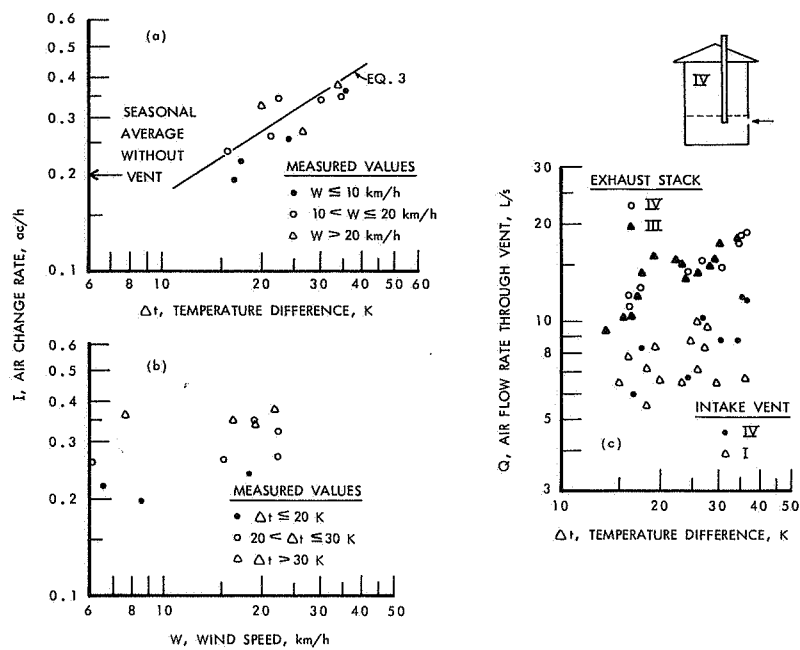 I, AIR CHANGE RATE, ac/h
0.6
0.5
0.4
0.3
0.2
0.1
(a)
SEASONAL
AVERAGE
WITHOUT
VENT
EQ. 3
MEASURED VALUES
● W ≤ 10 km/h
○ 10 < W ≤ 20 km/h
△ W > 20 km/h
6 8 10 20 30 40 50 60
Δt, TEMPERATURE DIFFERENCE, K
0.6
0.5
0.4
0.3
0.2
0.1
(b)
MEASURED VALUES
● Δt ≤ 20 K
○ 20 < Δt ≤ 30 K
△ Δt > 30 K
6 8 10 20 30 40 50
W, WIND SPEED, km/h
IV
Q, AIR FLOW RATE THROUGH VENT, L/s
30
20
10
8
6
5
3
EXHAUST STACK
○ IV
▲ III
INTAKE VENT
● IV
△ I
(c)
10 20 30 40 50
Δt, TEMPERATURE DIFFERENCE, K